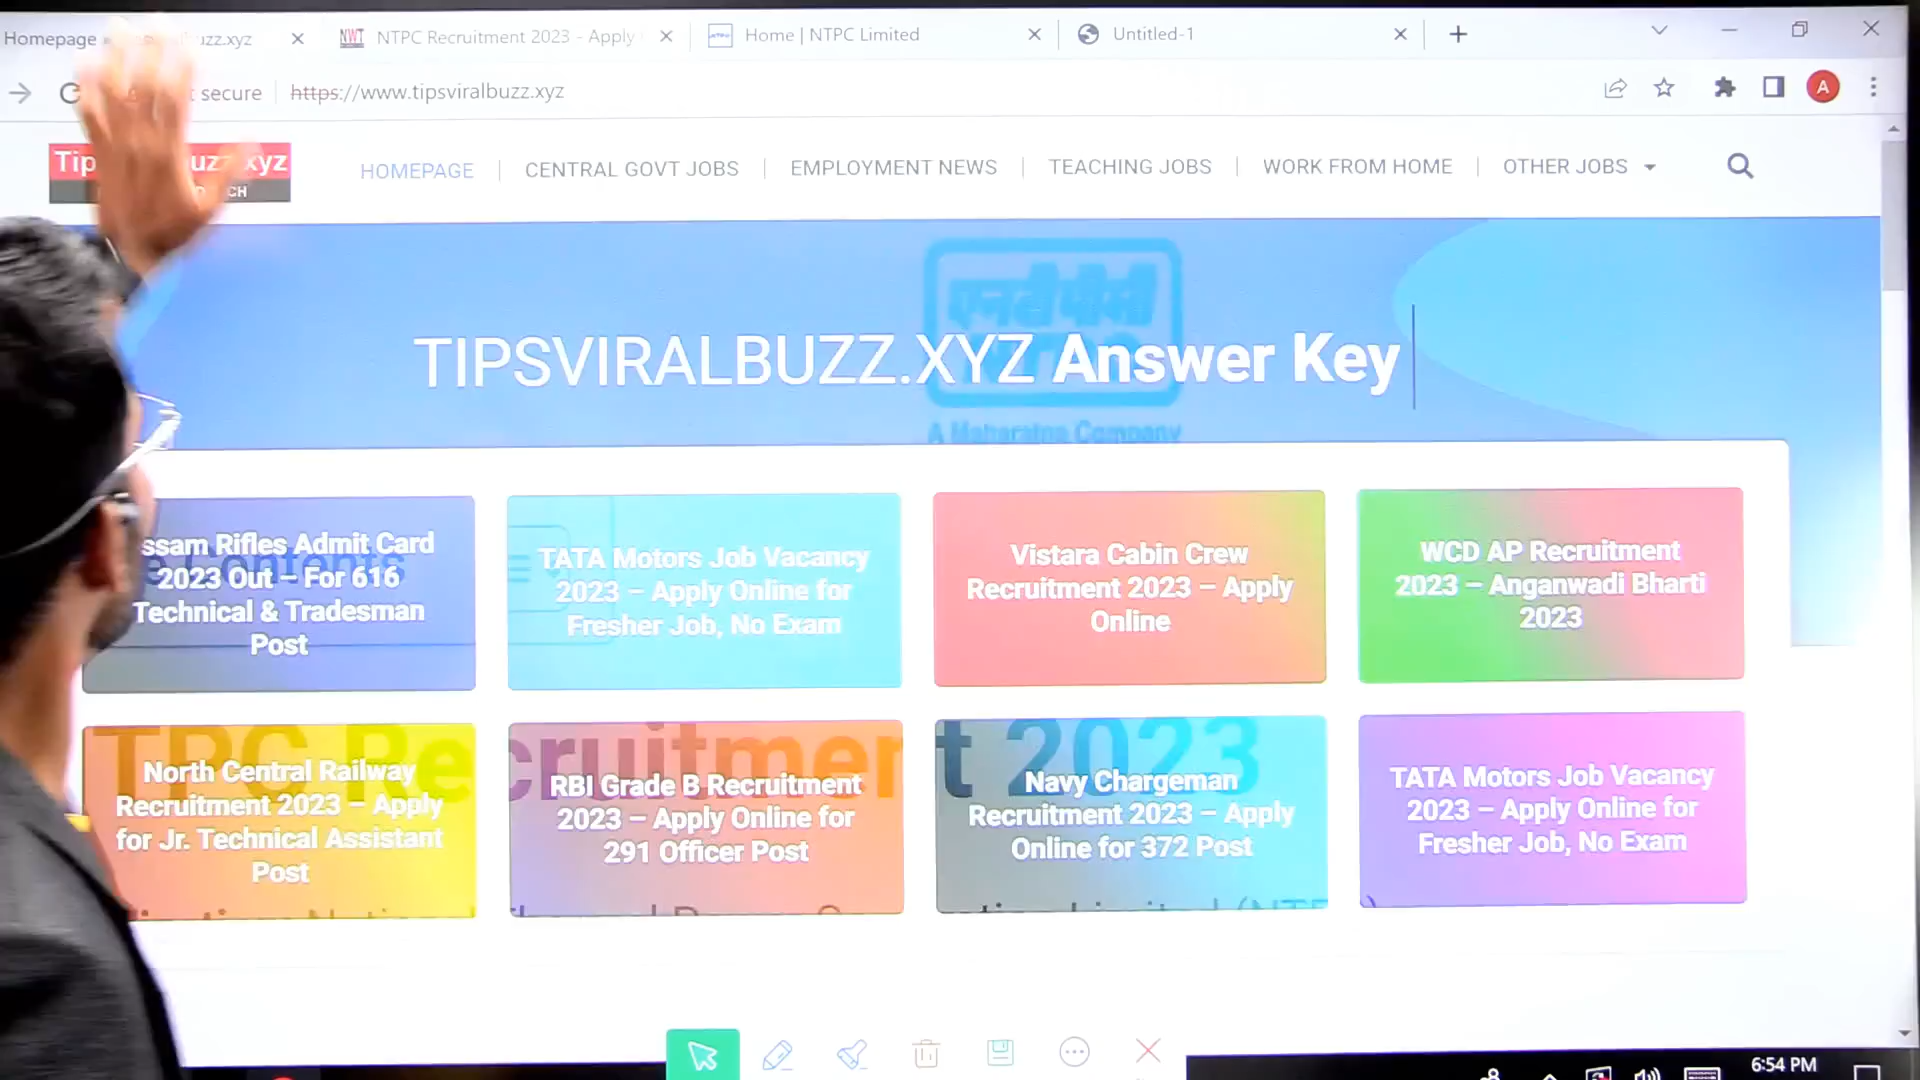 Homepage
NTPC Recruitment 2023 - Apply
Home | NTPC Limited
Untitled-1
secure
https://www.tipsviralbuzz.xyz
A
HOMEPAGE
CENTRAL GOVT JOBS
EMPLOYMENT NEWS
TEACHING JOBS
WORK FROM HOME
OTHER JOBS
एनटीपीसी
TIPSVIRALBUZZ.XYZ Answer Key
A Maharatna Company
ssam Rifles Admit Card
2023 Out – For 616
Technical & Tradesman
Post
TATA Motors Job Vacancy
2023 – Apply Online for
Fresher Job, No Exam
Vistara Cabin Crew
Recruitment 2023 – Apply
Online
WCD AP Recruitment
2023 – Anganwadi Bharti
2023
North Central Railway
Recruitment 2023 – Apply
for Jr. Technical Assistant
Post
RBI Grade B Recruitment
2023 – Apply Online for
291 Officer Post
Navy Chargeman
Recruitment 2023 – Apply
Online for 372 Post
TATA Motors Job Vacancy
2023 – Apply Online for
Fresher Job, No Exam
6:54 PM